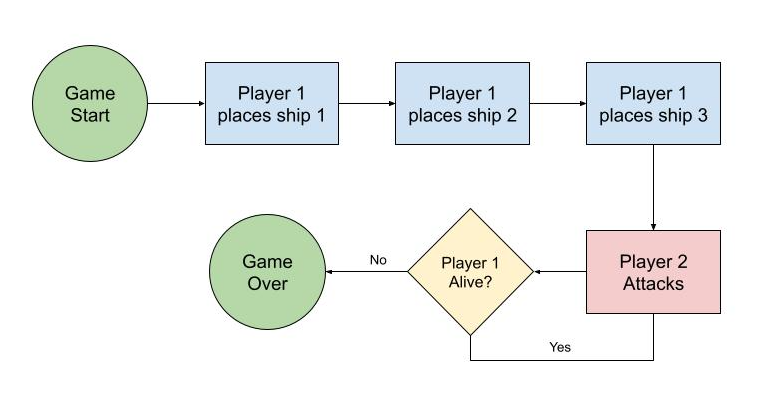 Game
Start
Player 1
places ship 1
Player 1
places ship 2
Player 1
places ship 3
Player 2
Attacks
Player 1
Alive?
No
Yes
Game
Over